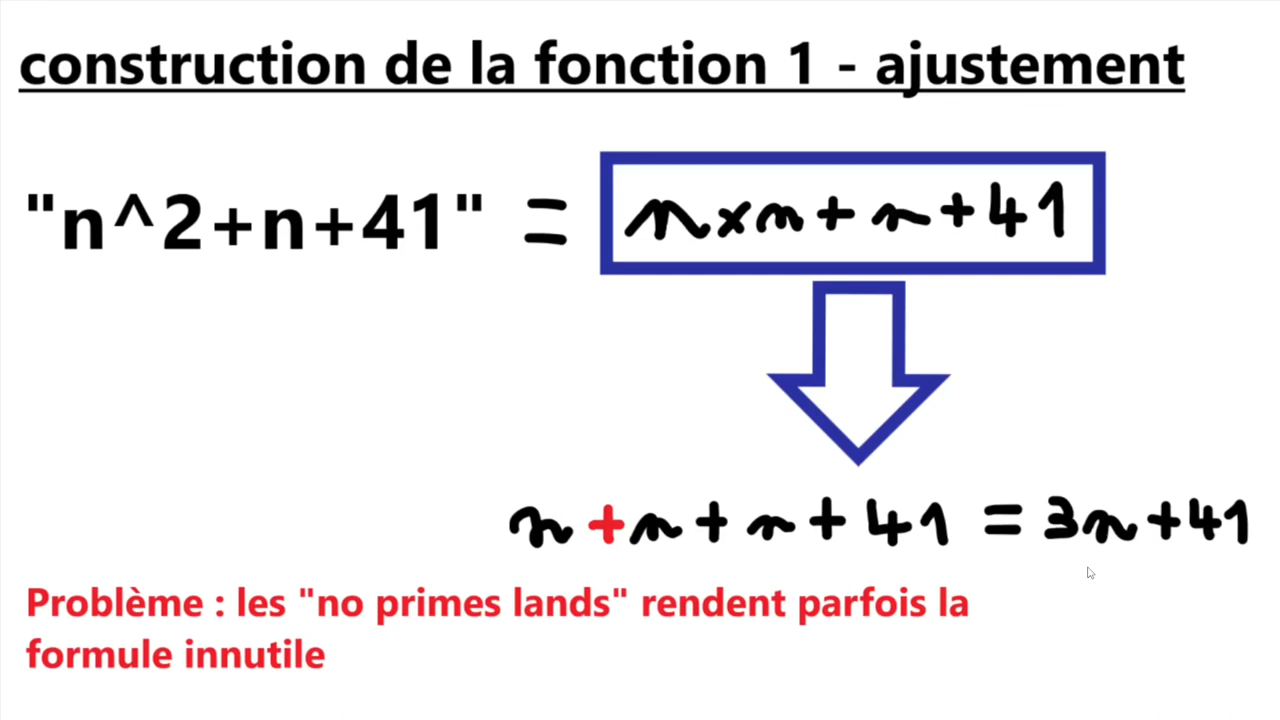 construction de la fonction 1 - ajustement
"n^2+n+41" = n×n+n+41
n+n+n+41=3n+41
Problème : les "no primes lands" rendent parfois la
formule innutile